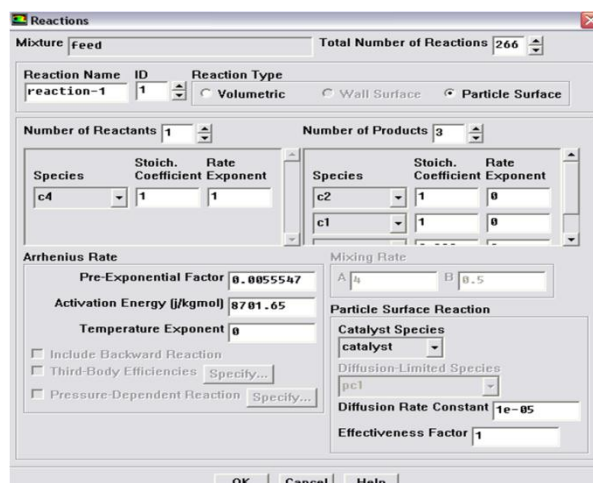 Reactions
Mixture feed Total Number of Reactions 266
Reaction Name ID Reaction Type
reaction-1 1 Volumetric Wall Surface Particle Surface
Number of Reactants 1 Number of Products 3
Stoich. Rate Stoich. Rate
Species Coefficient Exponent Species Coefficient Exponent
c4 1 1 c2 1 0
c1 1 0
Arrhenius Rate Mixing Rate
Pre-Exponential Factor 0.0055547 A 4 B 0.5
Activation Energy (j/kgmol) 8701.65 Particle Surface Reaction
Temperature Exponent 0 Catalyst Species
catalyst
Include Backward Reaction
Third-Body Efficiencies Specify... Diffusion-Limited Species
pc1
Pressure-Dependent Reaction Specify...
Diffusion Rate Constant 1e-05
Effectiveness Factor 1
OK Cancel Help